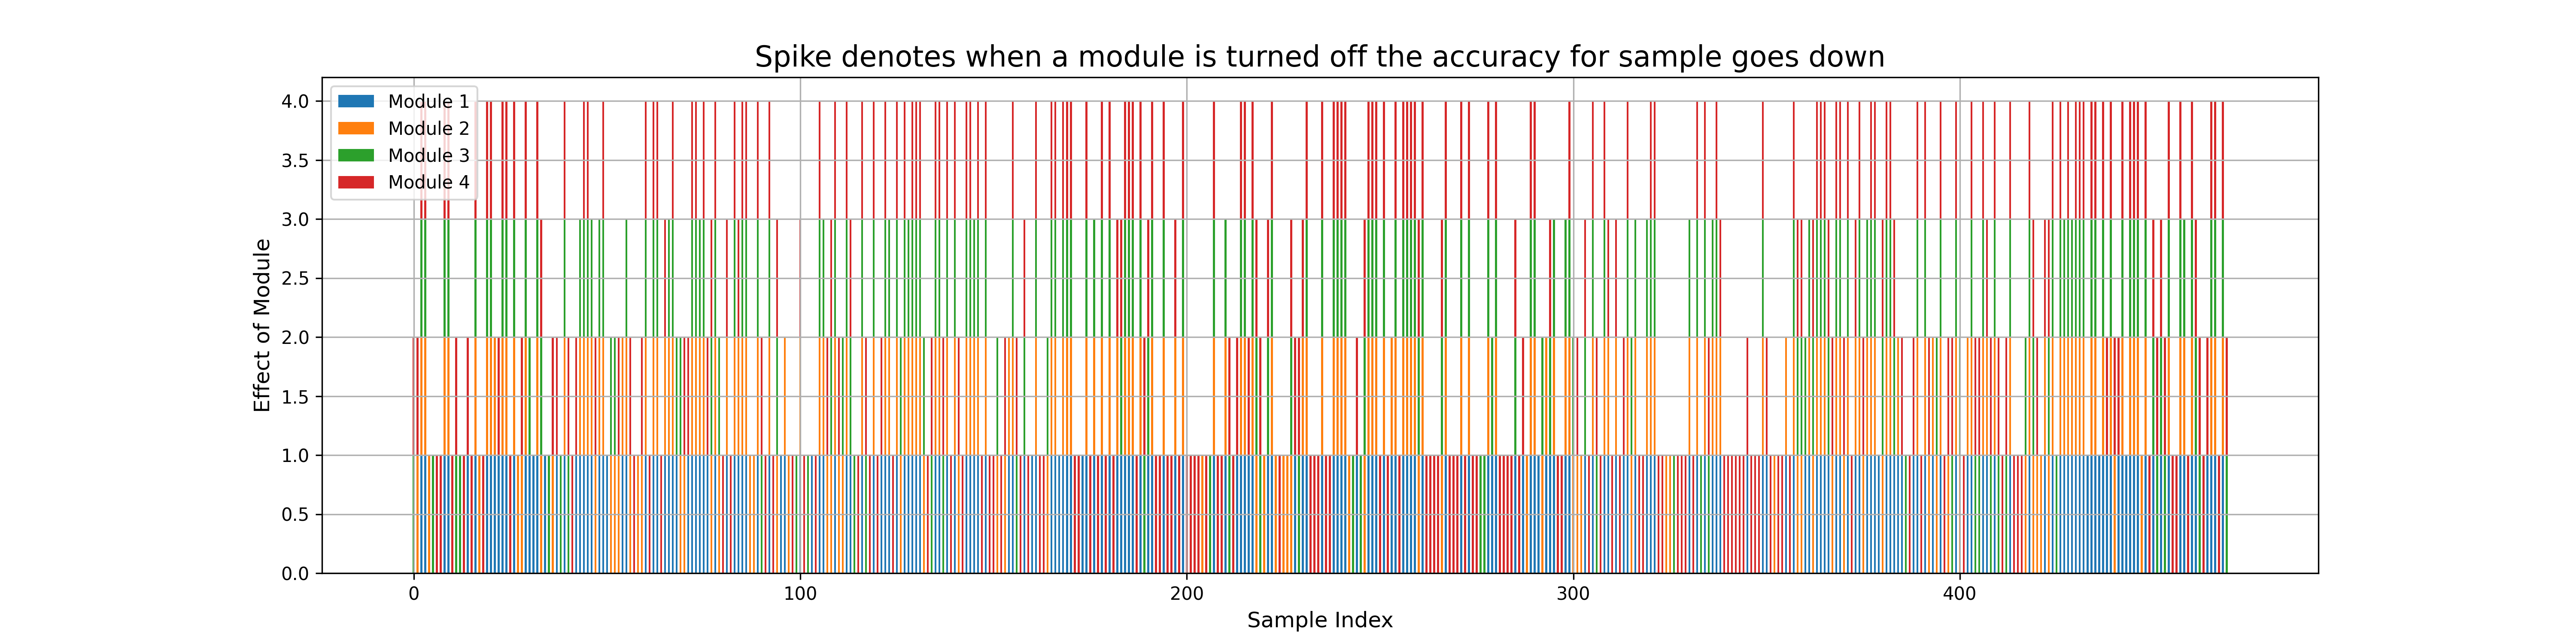 Spike denotes when a module is turned off the accuracy for sample goes down
Effect of Module
4.0
3.5
3.0
2.5
2.0
1.5
1.0
0.5
0.0
Module 1
Module 2
Module 3
Module 4
0
100
200
300
400
Sample Index